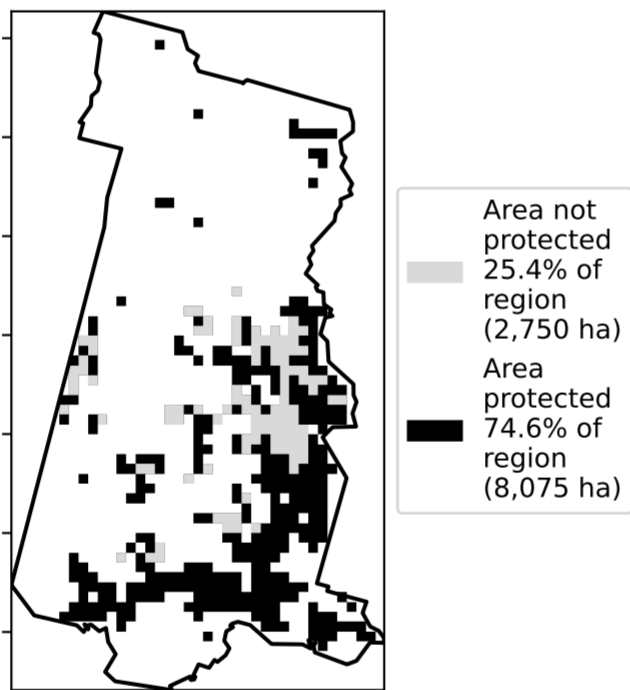 Area not
protected
25.4% of
region
(2,750 ha)
Area
protected
74.6% of
region
(8,075 ha)